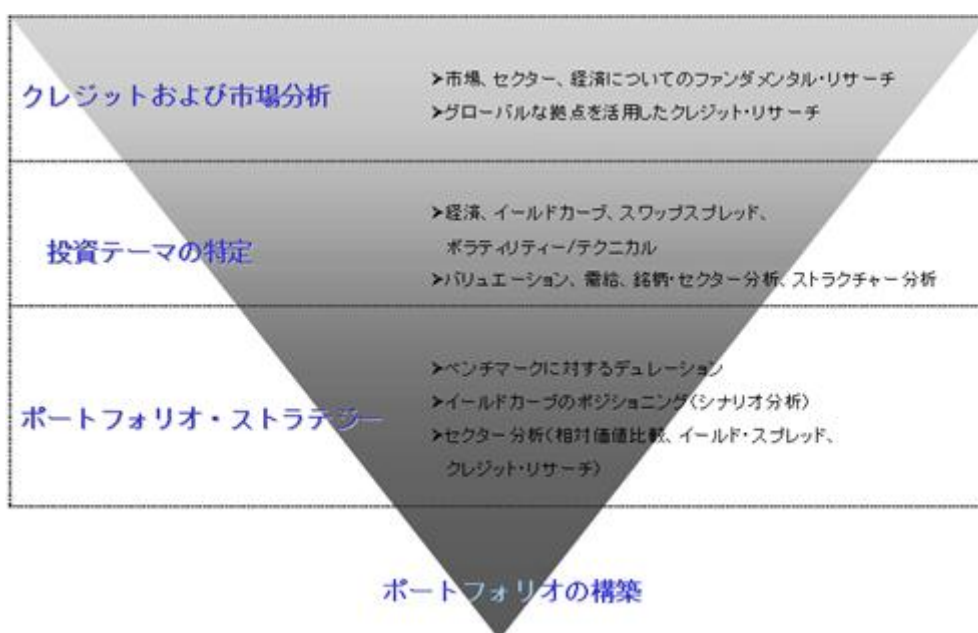 クレジットおよび市場分析
➤市場、セクター、経済についてのファンダメンタル・リサーチ
➤グローバルな拠点を活用したクレジット・リサーチ
投資テーマの特定
➤経済、イールドカーブ、スワップスプレッド、
ボラティリティー/テクニカル
➤バリュエーション、需給、銘柄・セクター分析、ストラクチャー分析
ポートフォリオ・ストラテジー
➤ベンチマークに対するデュレーション
➤イールドカーブのポジショニング(シナリオ分析)
➤セクター分析(相対価値比較、イールド・スプレッド、
クレジット・リサーチ)
ポートフォリオの構築